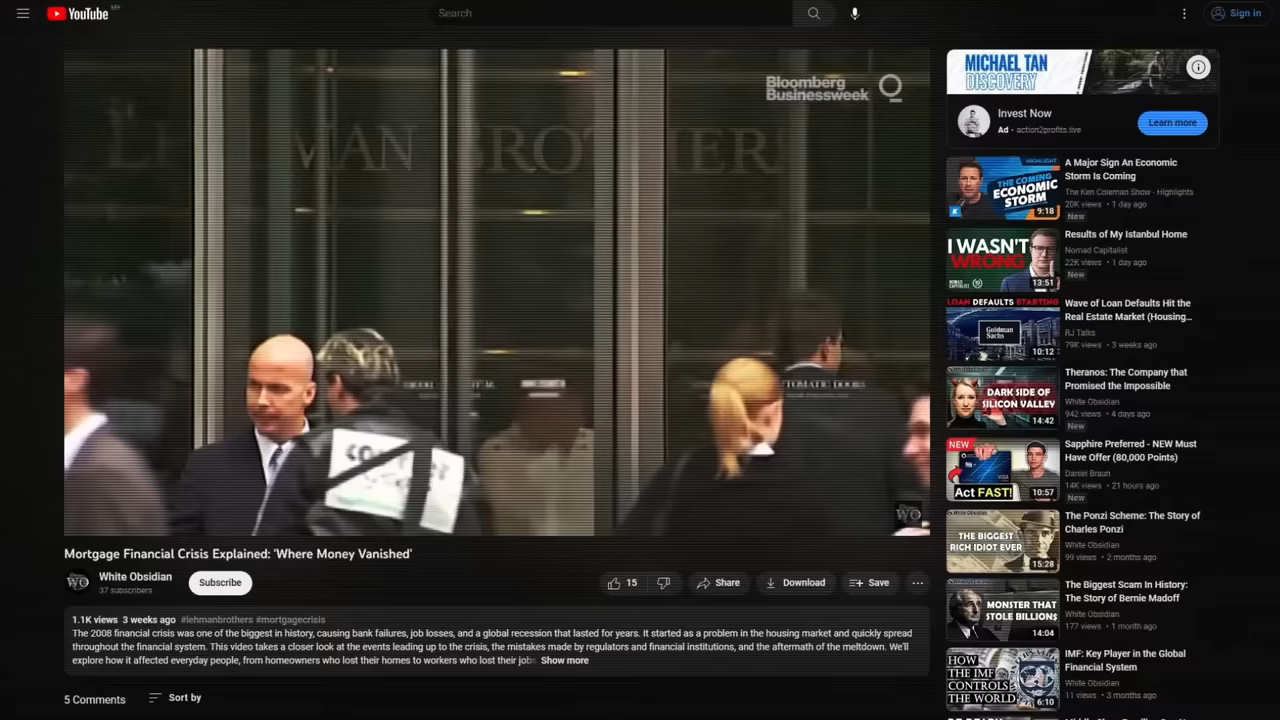 YouTube
Search
Sign in
Bloomberg
Businessweek
MAN BROTHER
WO
Mortgage Financial Crisis Explained: 'Where Money Vanished'
WO
White Obsidian
37 subscribers
Subscribe
15
Share
Download
Save
1.1K views 3 weeks ago #lehmanbrothers #mortgagecrisis
The 2008 financial crisis was one of the biggest in history, causing bank failures, job losses, and a global recession that lasted for years. It started as a problem in the housing market and quickly spread
throughout the financial system. This video takes a closer look at the events leading up to the crisis, the mistakes made by regulators and financial institutions, and the aftermath of the meltdown. We'll
explore how it affected everyday people, from homeowners who lost their homes to workers who lost their job Show more
5 Comments
Sort by
MICHAEL TAN
DISCOVERY
Invest Now
Ad · action2profits.live
Learn more
HIGHLIGHT
THE COMING
ECONOMIC
STORM
K
9:18
A Major Sign An Economic
Storm Is Coming
The Ken Coleman Show - Highlights
20K views · 1 day ago
New
I WASN'T
WRONG
NOMAD
CAPITALIST
13:51
Results of My Istanbul Home
Nomad Capitalist
22K views · 1 day ago
New
LOAN DEFAULTS STARTING
Goldman
Sachs
10:12
Wave of Loan Defaults Hit the
Real Estate Market (Housing...
RJ Talks
79K views · 3 weeks ago
DARK SIDE OF
SILICON VALLEY
14:42
Theranos: The Company that
Promised the Impossible
White Obsidian
942 views · 4 days ago
New
NEW
VISA
Act FAST!
10:57
Sapphire Preferred - NEW Must
Have Offer (80,000 Points)
Daniel Braun
14K views · 21 hours ago
New
White Obsidian
THE BIGGEST
RICH IDIOT EVER
15:28
The Ponzi Scheme: The Story of
Charles Ponzi
White Obsidian
99 views · 2 months ago
White Obsidian
MONSTER THAT
STOLE BILLIONS
14:04
The Biggest Scam In History:
The Story of Bernie Madoff
White Obsidian
177 views · 1 month ago
HOW
THE IMF
CONTROLS
THE WORLD
6:10
IMF: Key Player in the Global
Financial System
White Obsidian
11 views · 3 months ago